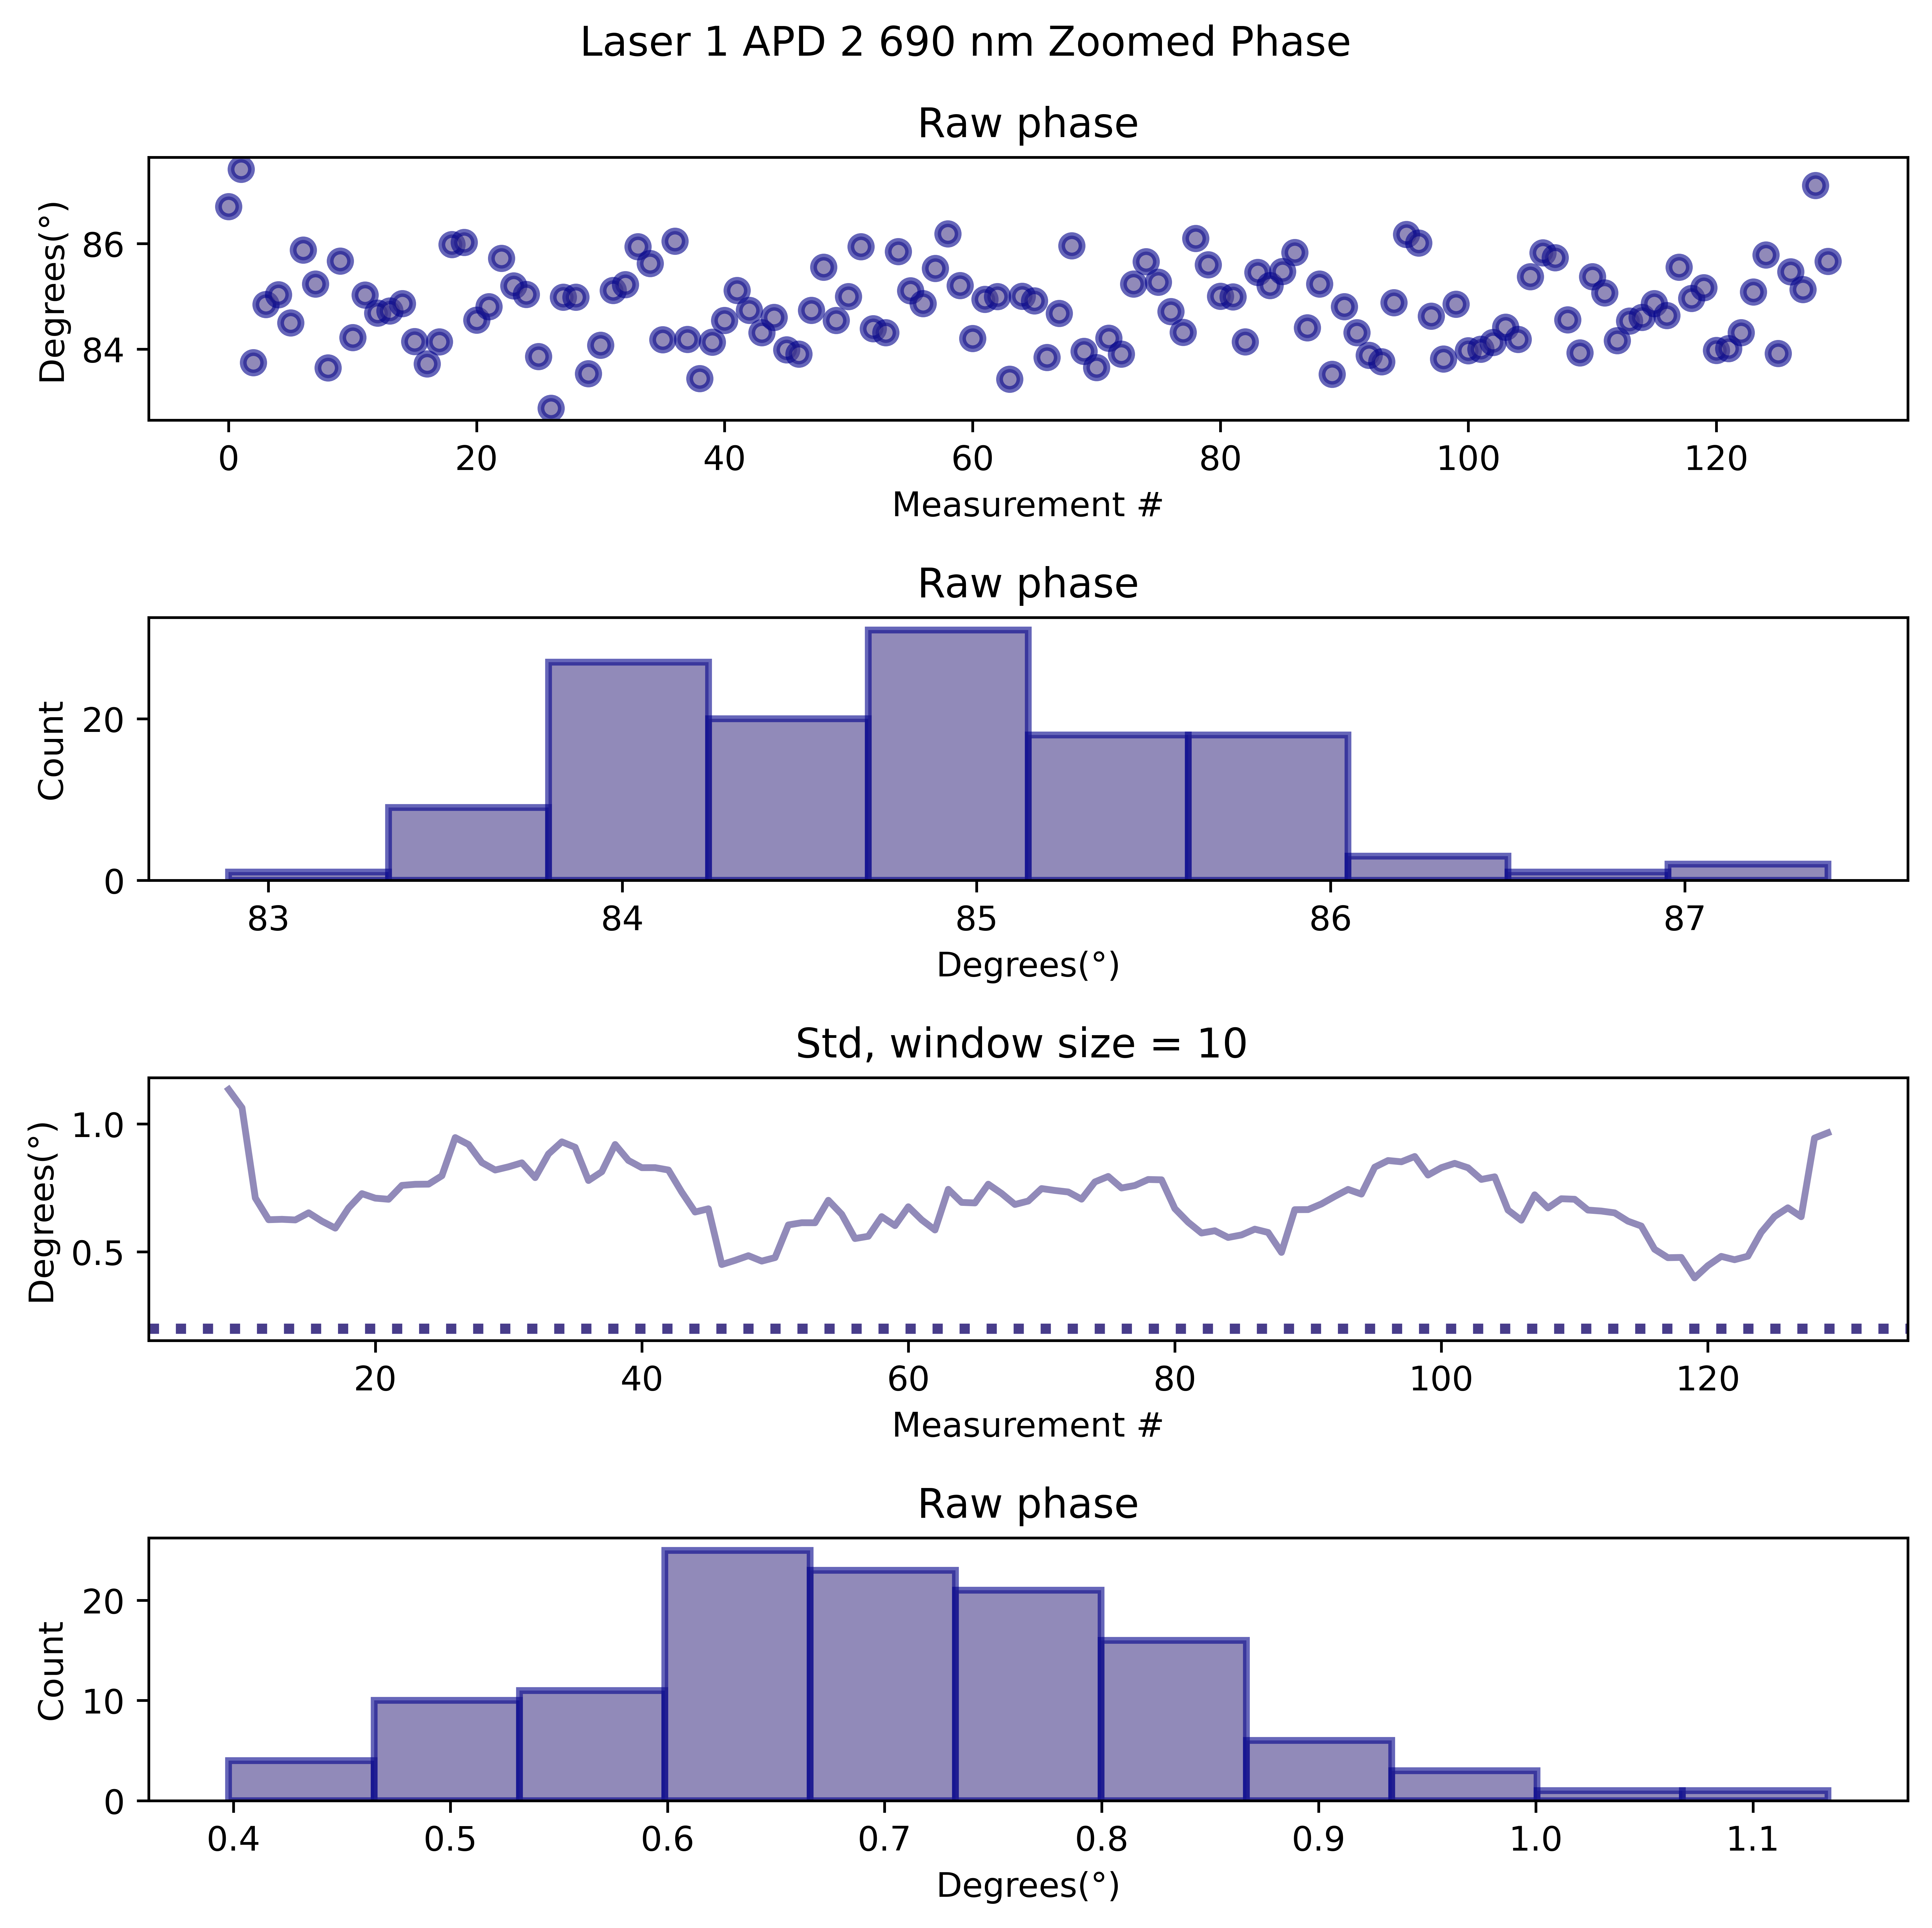 Laser 1 APD 2 690 nm Zoomed Phase
Raw phase
Degrees(°)
86
84
0 20 40 60 80 100 120
Measurement #
Raw phase
Count
20
0
83 84 85 86 87
Degrees(°)
Std, window size = 10
Degrees(°)
1.0
0.5
20 40 60 80 100 120
Measurement #
Raw phase
Count
20
10
0
0.4 0.5 0.6 0.7 0.8 0.9 1.0 1.1
Degrees(°)